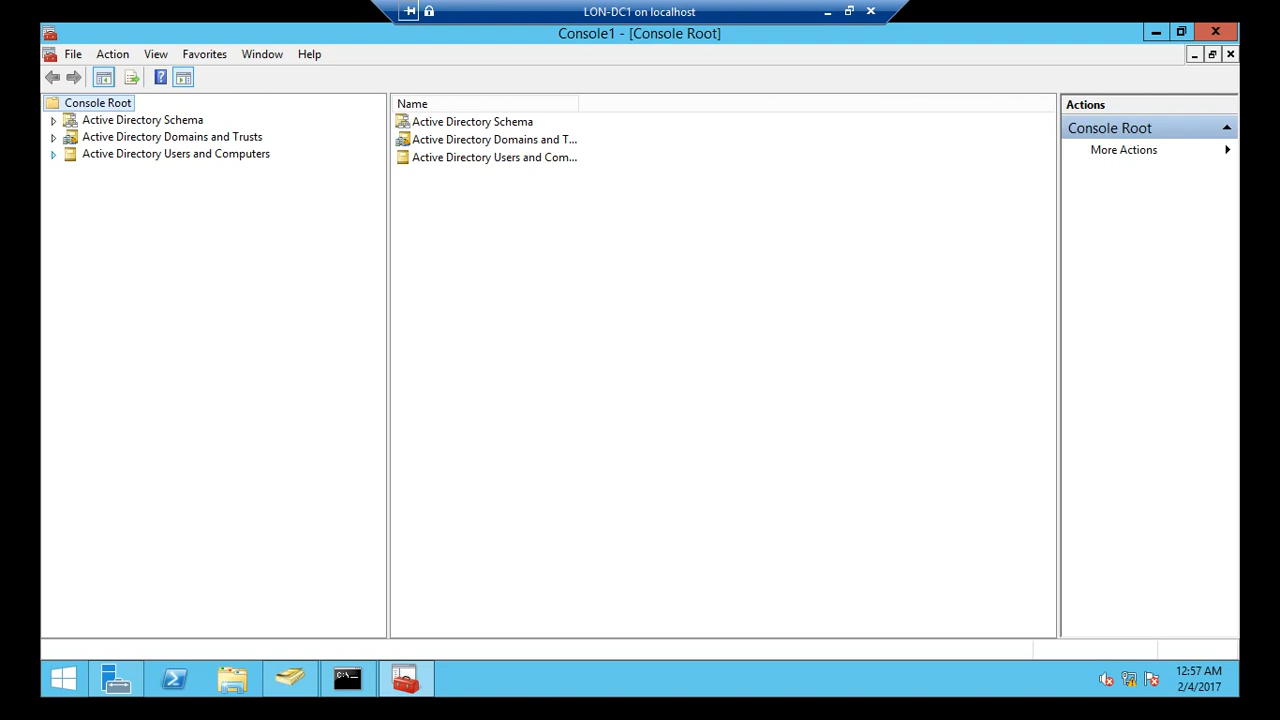 LON-DC1 on localhost
Console1 - [Console Root]
File Action View Favorites Window Help
Console Root
Active Directory Schema
Active Directory Domains and Trusts
Active Directory Users and Computers
Name
Active Directory Schema
Active Directory Domains and T...
Active Directory Users and Com...
Actions
Console Root
More Actions
C:\_
12:57 AM
2/4/2017